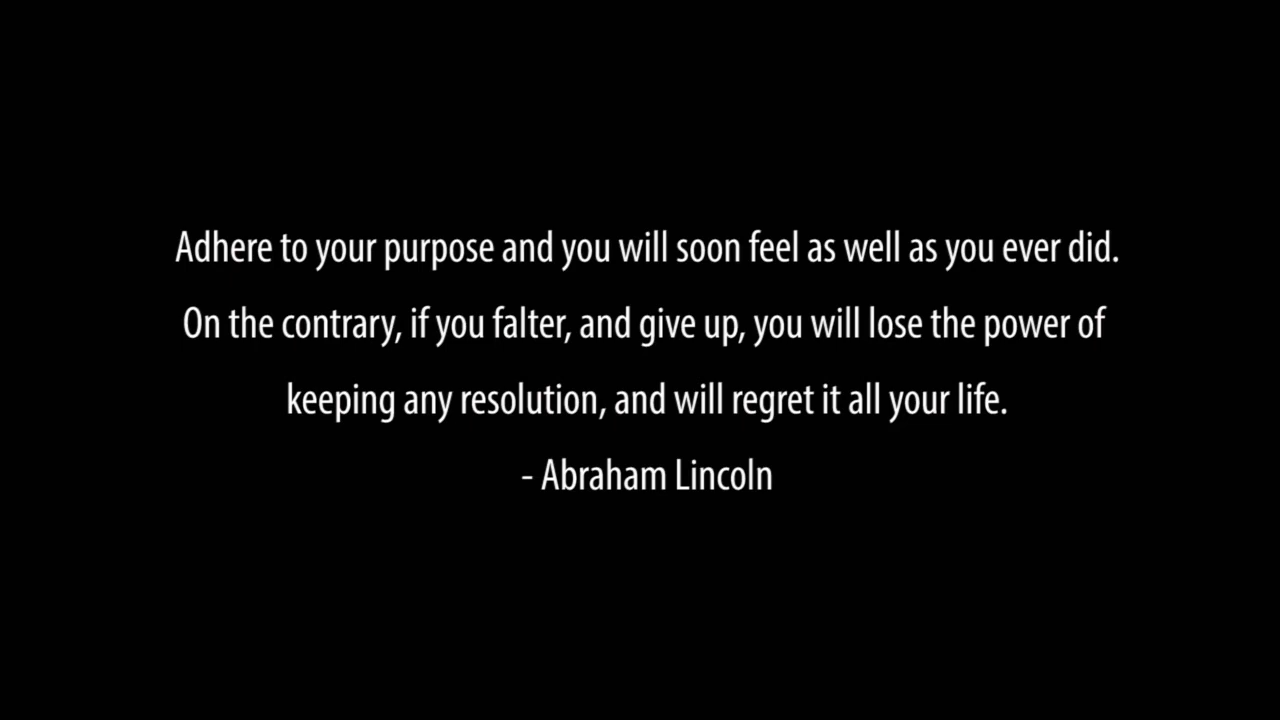 Adhere to your purpose and you will soon feel as well as you ever did.
On the contrary, if you falter, and give up, you will lose the power of
keeping any resolution, and will regret it all your life.
- Abraham Lincoln